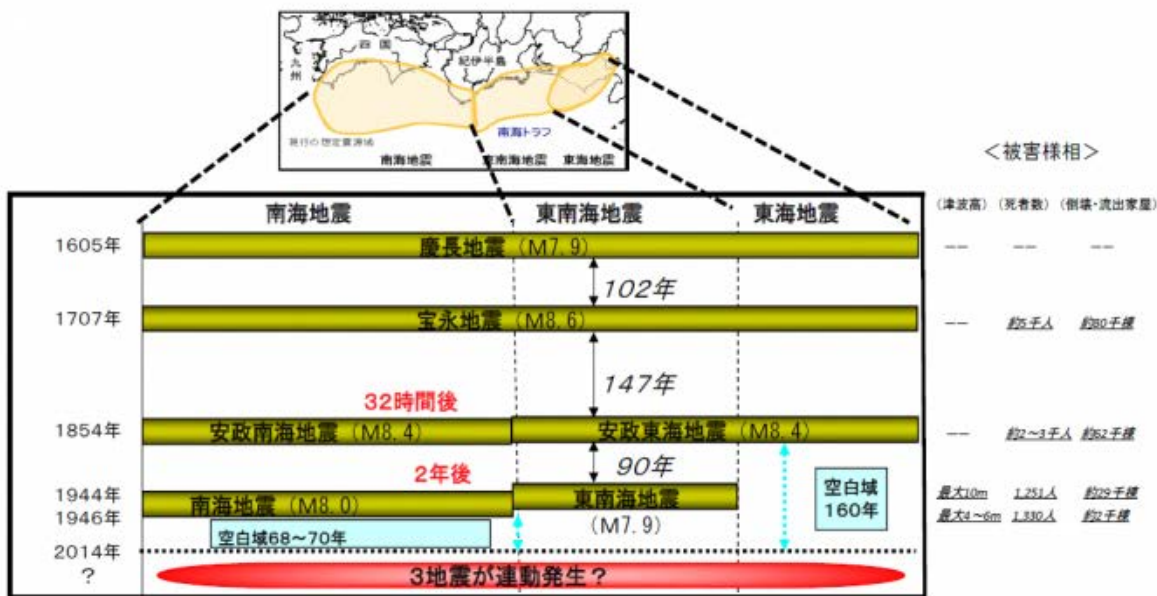 四 国
九州
紀伊半島
南海トラフ
現行の想定震源域
南海地震
東南海地震
東海地震
＜被害様相＞
(津波高) (死者数) (倒壊・流出家屋)
南海地震 東南海地震 東海地震
1605年 慶長地震（M7.9） −− −− −−
102年
1707年 宝永地震（M8.6） −− 約5千人 約80千棟
147年
32時間後
1854年 安政南海地震（M8.4） 安政東海地震（M8.4） −− 約2～3千人 約62千棟
90年
2年後
空白域
160年
1944年 東南海地震 最大10m 1,251人 約29千棟
（M7.9）
1946年 南海地震（M8.0） 最大4～6m 1,330人 約2千棟
空白域68～70年
2014年
？ 3地震が連動発生？